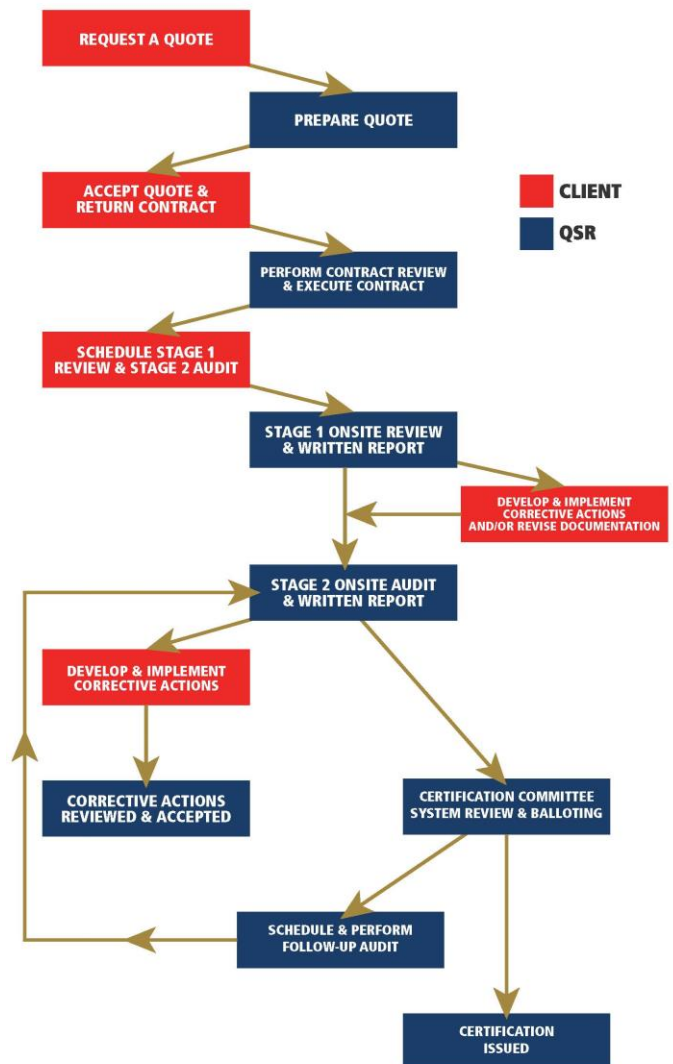 REQUEST A QUOTE
PREPARE QUOTE
ACCEPT QUOTE &
RETURN CONTRACT
CLIENT
QSR
PERFORM CONTRACT REVIEW
& EXECUTE CONTRACT
SCHEDULE STAGE 1
REVIEW & STAGE 2 AUDIT
STAGE 1 ONSITE REVIEW
& WRITTEN REPORT
DEVELOP & IMPLEMENT
CORRECTIVE ACTIONS
AND/OR REVISE DOCUMENTATION
STAGE 2 ONSITE AUDIT
& WRITTEN REPORT
DEVELOP & IMPLEMENT
CORRECTIVE ACTIONS
CORRECTIVE ACTIONS
REVIEWED & ACCEPTED
CERTIFICATION COMMITTEE
SYSTEM REVIEW & BALLOTING
SCHEDULE & PERFORM
FOLLOW-UP AUDIT
CERTIFICATION
ISSUED